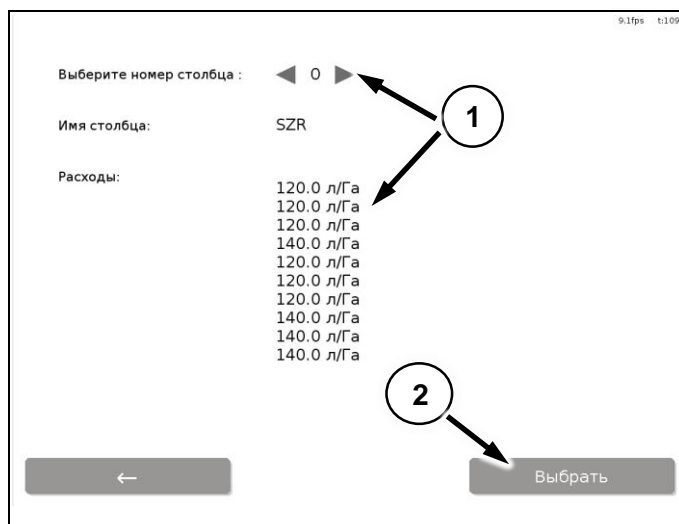 9.1fps t:109
Выберите номер столбца : ◀ 0 ▶
1
Имя столбца: SZR
Расходы:
120.0 л/Га
120.0 л/Га
120.0 л/Га
140.0 л/Га
120.0 л/Га
120.0 л/Га
120.0 л/Га
140.0 л/Га
140.0 л/Га
140.0 л/Га
2
← Выбрать